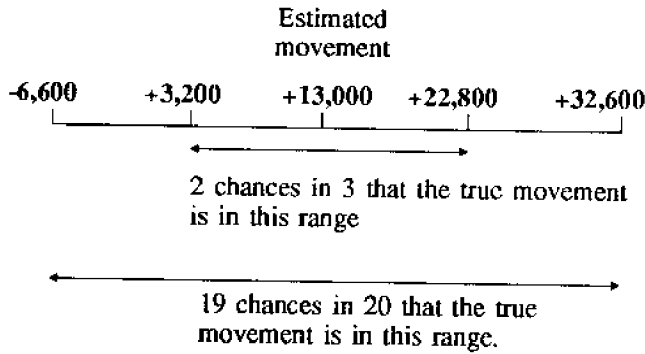 Estimated
movement
-6,600 +3,200 +13,000 +22,800 +32,600
2 chances in 3 that the true movement
is in this range
19 chances in 20 that the true
movement is in this range.